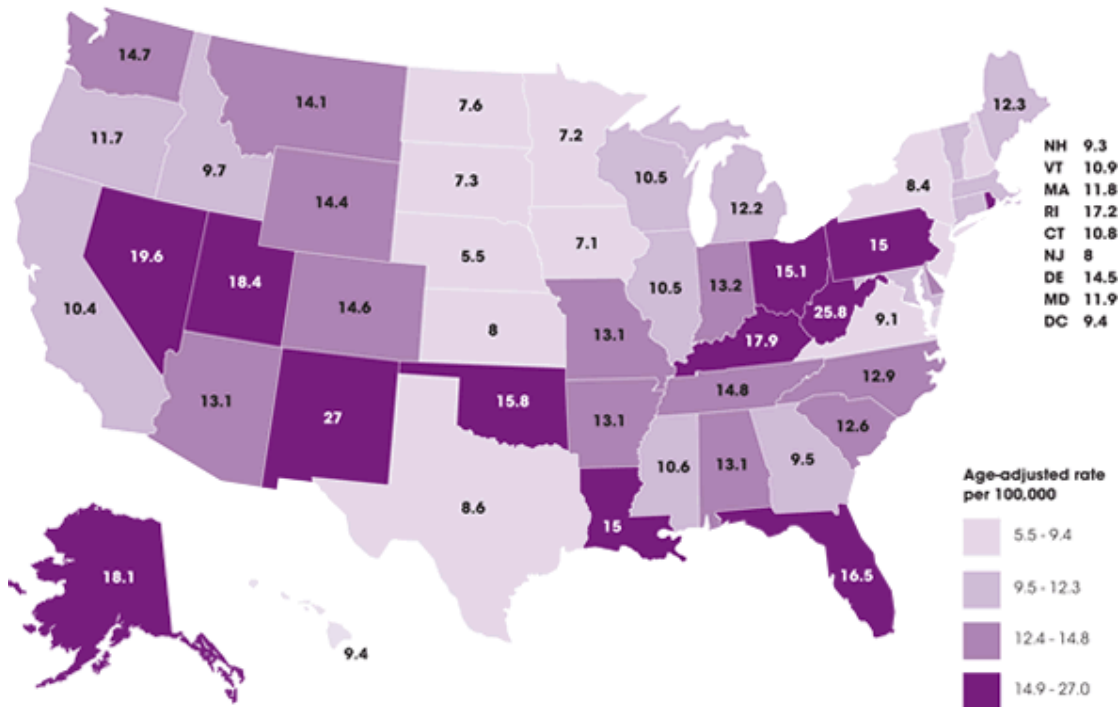 14.7
14.1
7.6
7.2
12.3
11.7
9.7
7.3
10.5
12.2
8.4
NH 9.3
VT 10.9
MA 11.8
RI 17.2
CT 10.8
NJ 8
DE 14.5
MD 11.9
DC 9.4
14.4
5.5
7.1
19.6
18.4
14.6
8
13.1
10.5
13.2
15.1
15
25.8
9.1
10.4
17.9
13.1
27
15.8
13.1
14.8
12.9
12.6
8.6
15
10.6
13.1
9.5
16.5
18.1
9.4
Age-adjusted rate
per 100,000
5.5 - 9.4
9.5 - 12.3
12.4 - 14.8
14.9 - 27.0